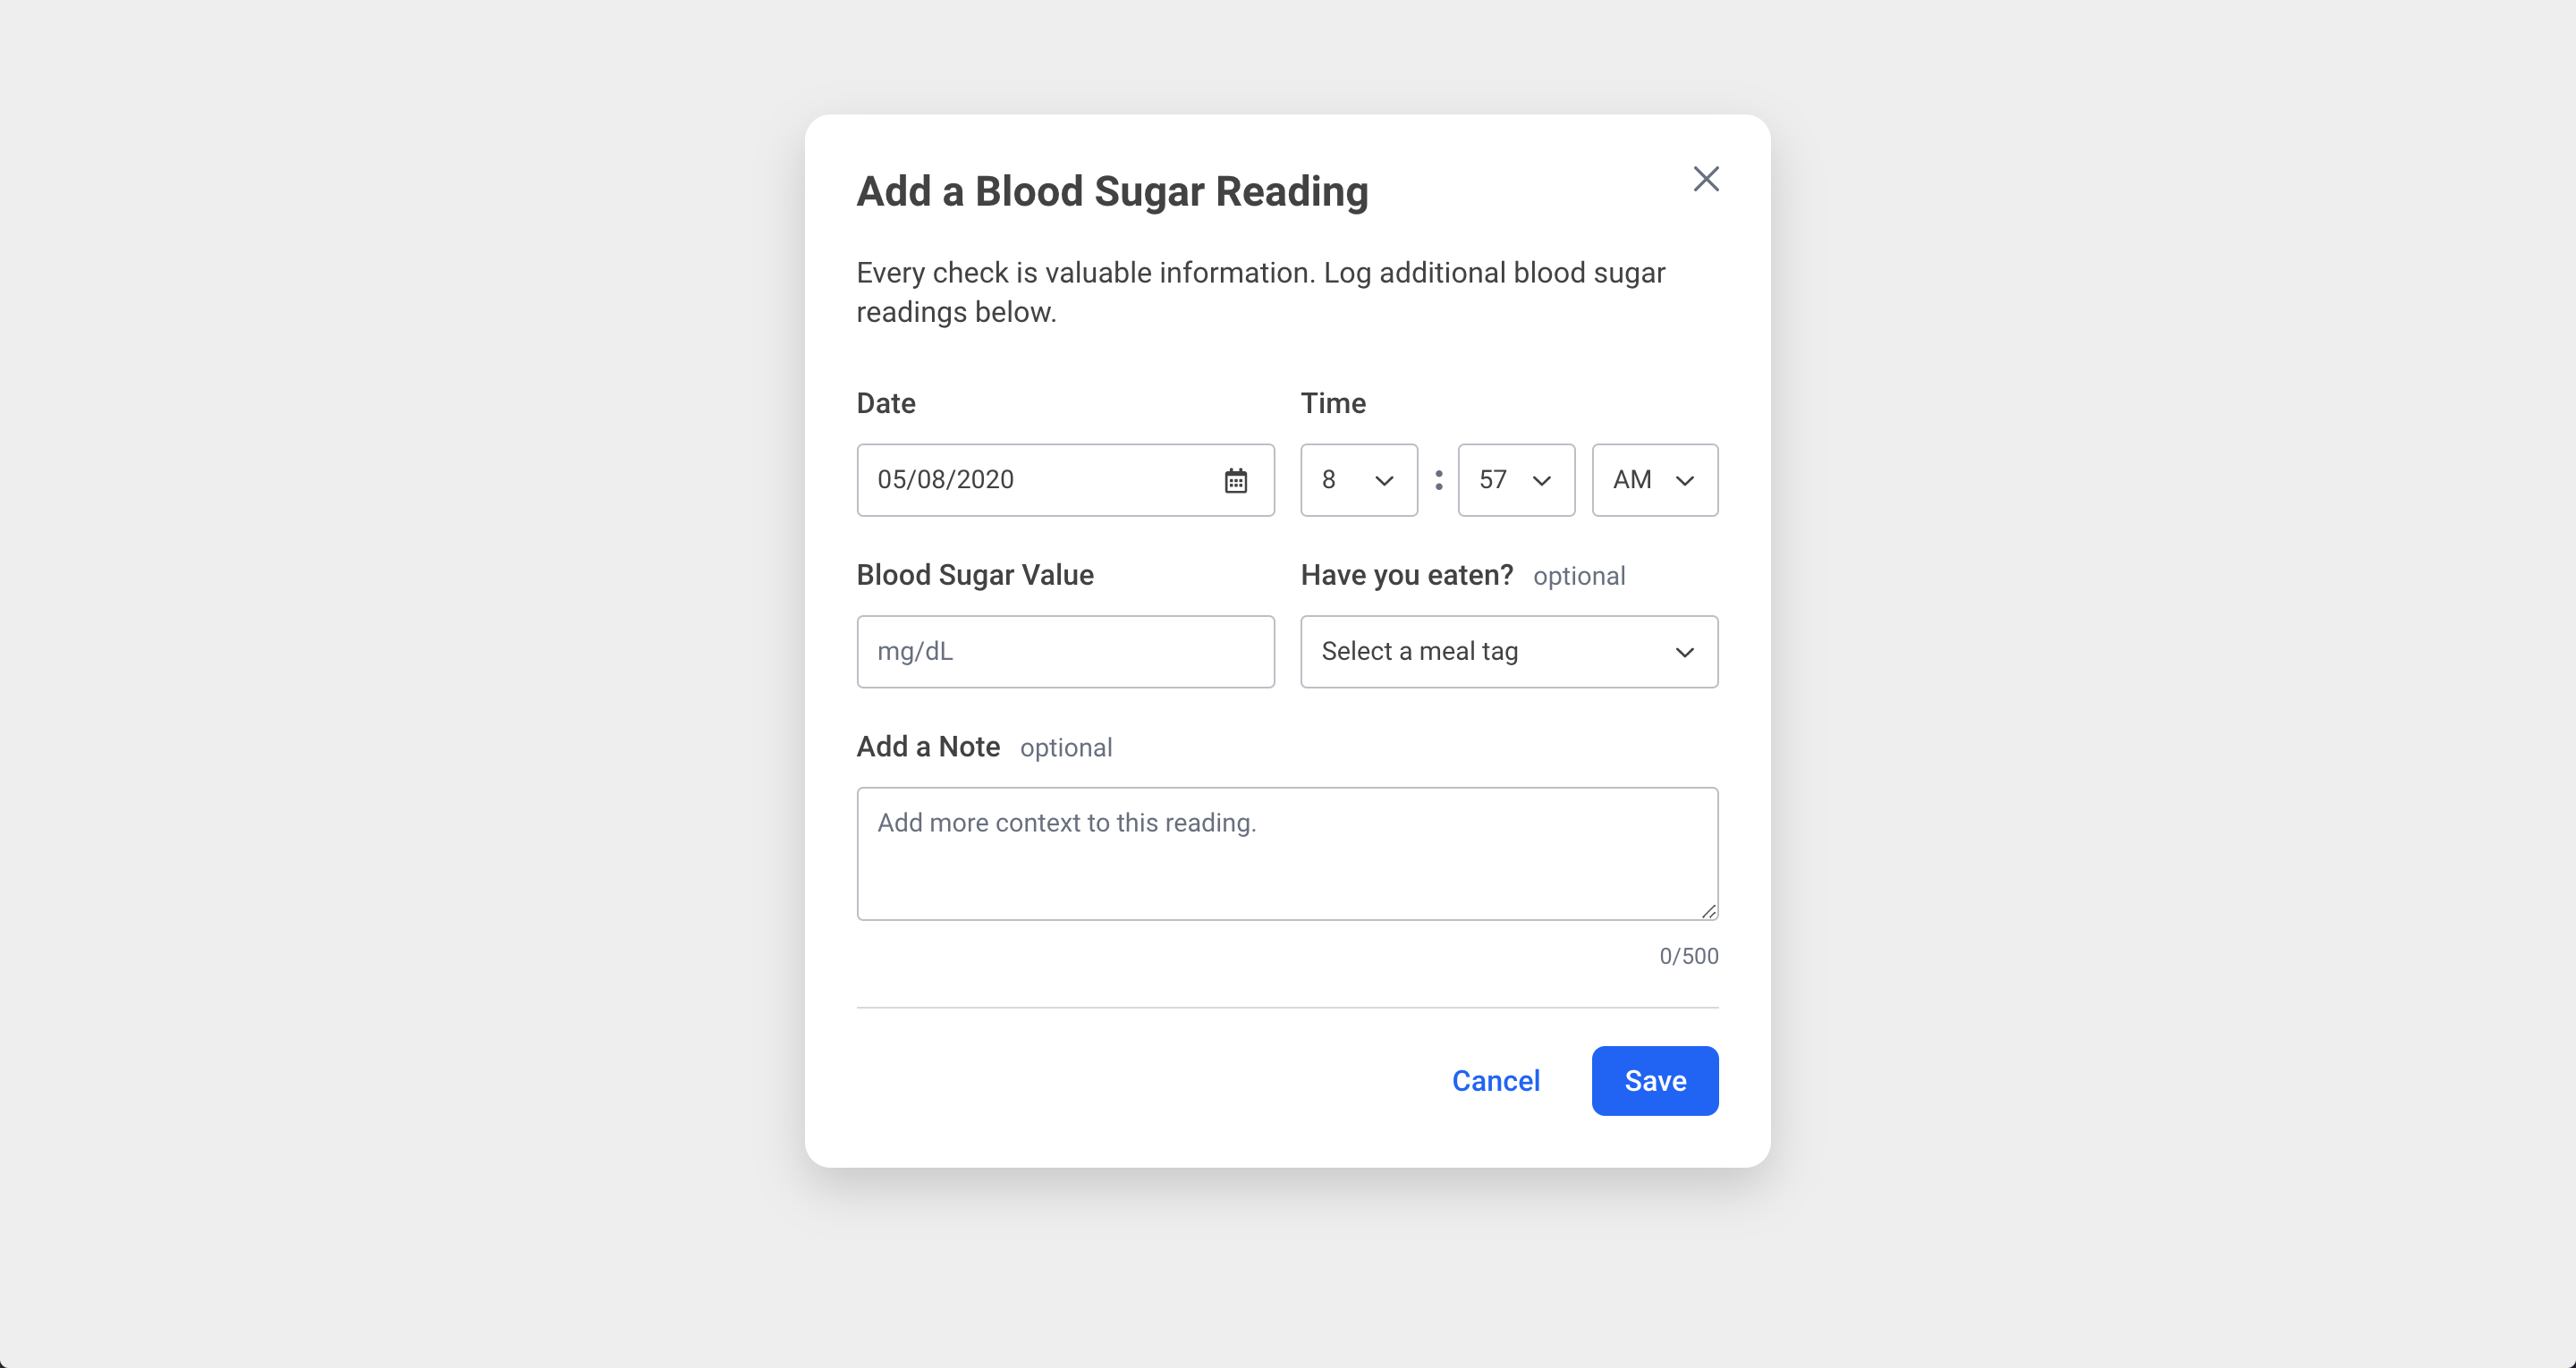 Add a Blood Sugar Reading
Every check is valuable information. Log additional blood sugar
readings below.
Date
Time
05/08/2020
8 : 57 AM
Blood Sugar Value
Have you eaten? optional
mg/dL
Select a meal tag
Add a Note optional
Add more context to this reading.
0/500
Cancel
Save